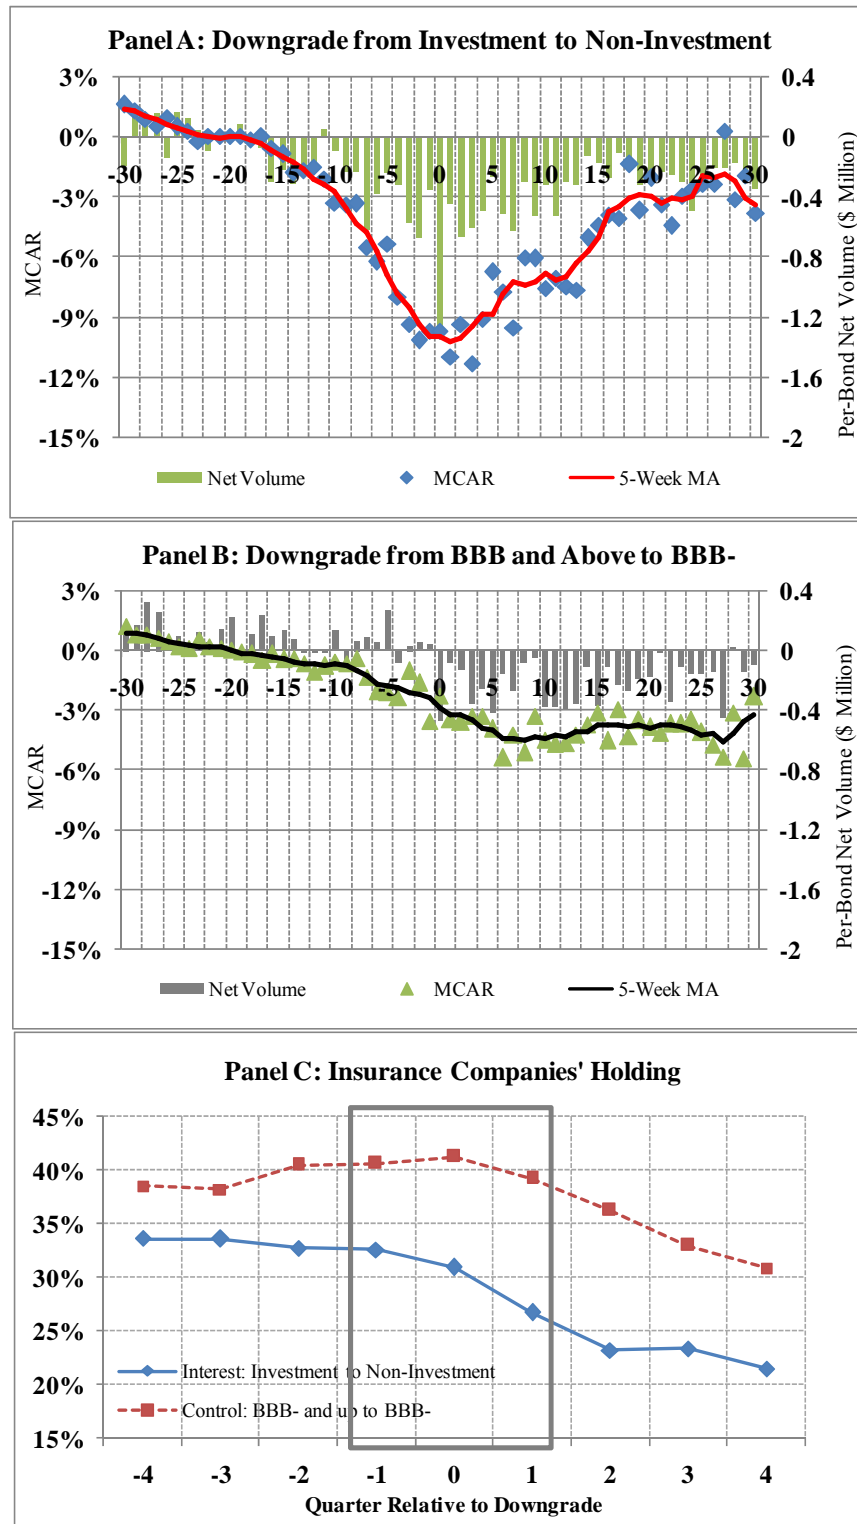 Panel A: Downgrade from Investment to Non-Investment
3% 0.4
0% 0
-30 -25 -20 -15 -10 -5 0 5 10 15 20 25 30
-3% -0.4
-6% -0.8
-9% -1.2
-12% -1.6
-15% -2
MCAR
Per-Bond Net Volume ($ Million)
Net Volume MCAR 5-Week MA
Panel B: Downgrade from BBB and Above to BBB-
3% 0.4
0% 0
-30 -25 -20 -15 -10 -5 0 5 10 15 20 25 30
-3% -0.4
-6% -0.8
-9% -1.2
-12% -1.6
-15% -2
MCAR
Per-Bond Net Volume ($ Million)
Net Volume MCAR 5-Week MA
Panel C: Insurance Companies' Holding
45%
40%
35%
30%
25%
20%
15%
Interest: Investment to Non-Investment
Control: BBB- and up to BBB-
-4 -3 -2 -1 0 1 2 3 4
Quarter Relative to Downgrade